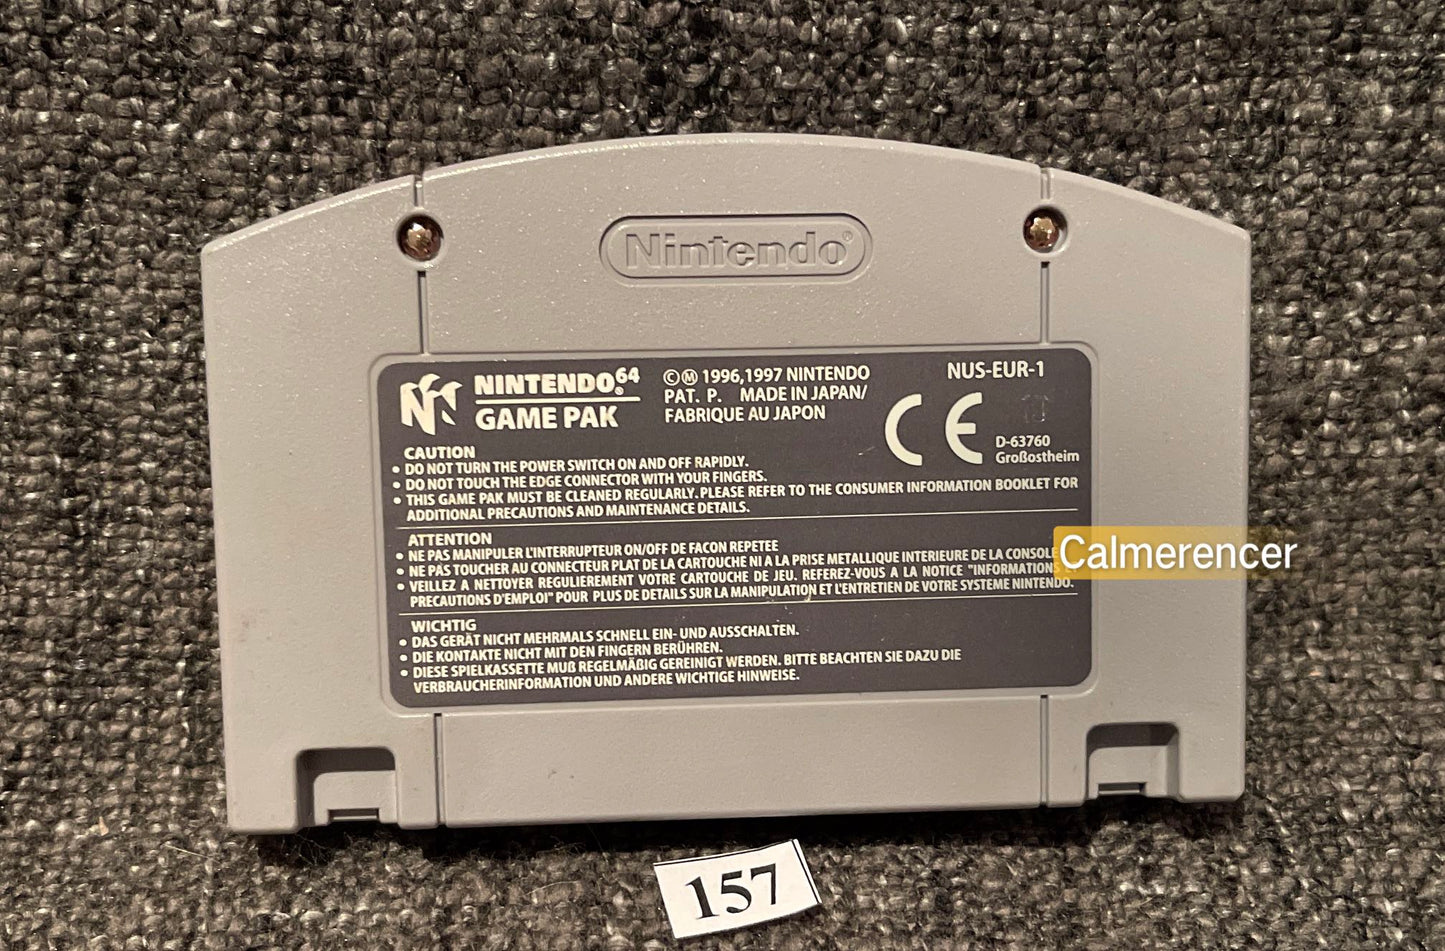 Nintendo®
NINTENDO®64
GAME PAK
©Ⓜ 1996,1997 NINTENDO
PAT. P. MADE IN JAPAN/
FABRIQUE AU JAPON
NUS-EUR-1
CE
D-63760
Großostheim
CAUTION
• DO NOT TURN THE POWER SWITCH ON AND OFF RAPIDLY.
• DO NOT TOUCH THE EDGE CONNECTOR WITH YOUR FINGERS.
• THIS GAME PAK MUST BE CLEANED REGULARLY. PLEASE REFER TO THE CONSUMER INFORMATION BOOKLET FOR
ADDITIONAL PRECAUTIONS AND MAINTENANCE DETAILS.
ATTENTION
• NE PAS MANIPULER L'INTERRUPTEUR ON/OFF DE FACON REPETEE
• NE PAS TOUCHER AU CONNECTEUR PLAT DE LA CARTOUCHE NI A LA PRISE METALLIQUE INTERIEURE DE LA CONSOLE
• VEILLEZ A NETTOYER REGULIEREMENT VOTRE CARTOUCHE DE JEU. REFEREZ-VOUS A LA NOTICE "INFORMATIONS
PRECAUTIONS D'EMPLOI" POUR PLUS DE DETAILS SUR LA MANIPULATION ET L'ENTRETIEN DE VOTRE SYSTEME NINTENDO.
Calmerencer
WICHTIG
• DAS GERÄT NICHT MEHRMALS SCHNELL EIN- UND AUSSCHALTEN.
• DIE KONTAKTE NICHT MIT DEN FINGERN BERÜHREN.
• DIESE SPIELKASSETTE MUß REGELMÄßIG GEREINIGT WERDEN. BITTE BEACHTEN SIE DAZU DIE
VERBRAUCHERINFORMATION UND ANDERE WICHTIGE HINWEISE.
157